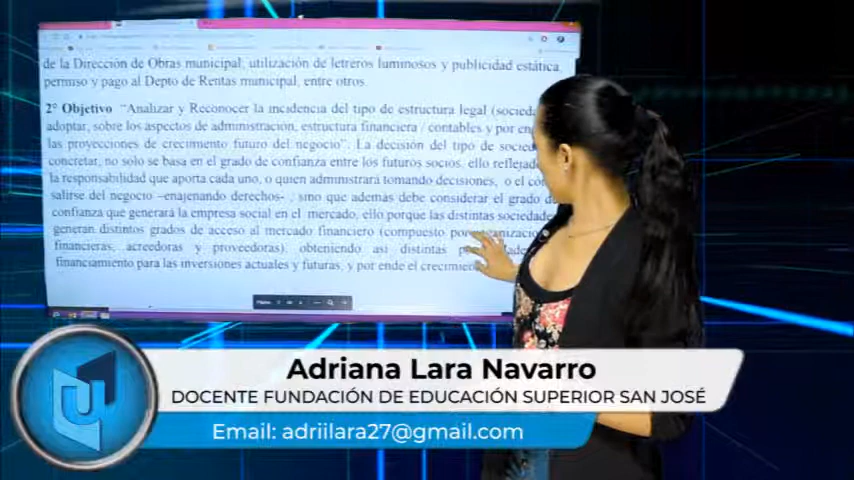 de la Dirección de Obras municipal, utilización de letreros luminosos y publicidad estática,
permiso y pago al Depto de Rentas municipal, entre otros.
2° Objetivo "Analizar y Reconocer la incidencia del tipo de estructura legal
adoptar, sobre los aspectos de administración, estructura financiera / contables y por
las proyecciones de crecimiento futuro del negocio". La decisión del tipo de
concretar, no solo se basa en el grado de confianza entre los futuros socios, ello
la responsabilidad que aporta cada uno, o quien administrará tomando decisiones, o el
salirse del negocio –enajenando derechos- , sino que además debe considerar el grado de
confianza que generará la empresa social en el mercado, ello porque las distintas sociedades
generan distintos grados de acceso al mercado financiero (compuesto por
financieras, acreedoras y proveedoras), obteniendo así distintas
financiamiento para las inversiones actuales y futuras, y por ende el
Adriana Lara Navarro
DOCENTE FUNDACIÓN DE EDUCACIÓN SUPERIOR SAN JOSÉ
Email: adriilara27@gmail.com